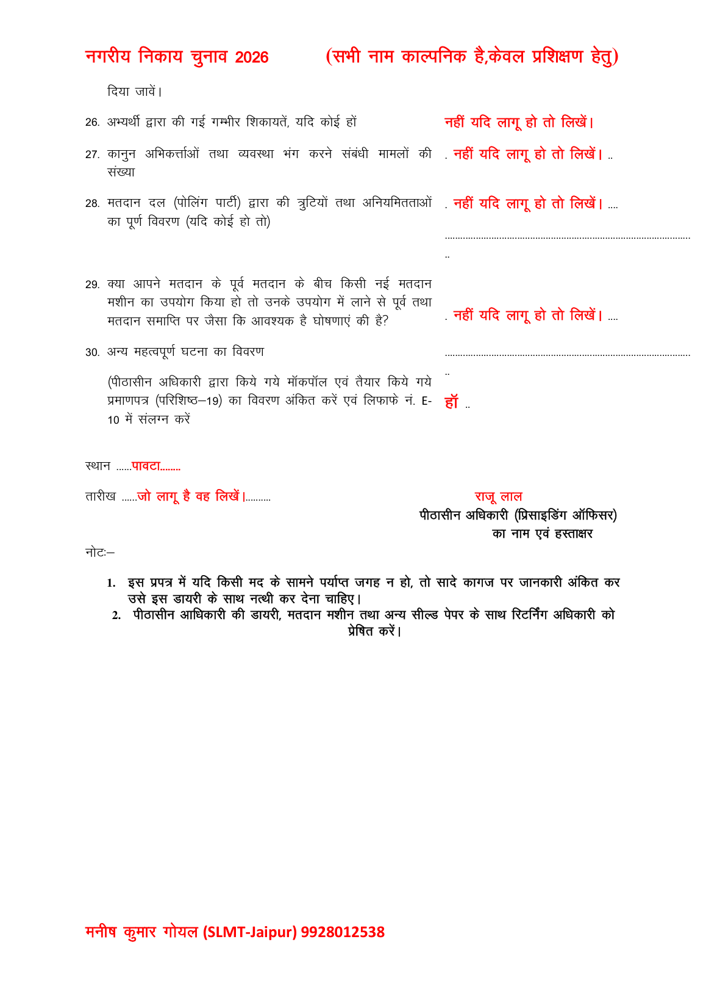 नगरीय निकाय चुनाव 2026 (सभी नाम काल्पनिक है,केवल प्रशिक्षण हेतु)
दिया जावें।
26. अभ्यर्थी द्वारा की गई गम्भीर शिकायतें, यदि कोई हों नहीं यदि लागू हो तो लिखें।
27. कानुन अभिकर्त्ताओं तथा व्यवस्था भंग करने संबंधी मामलों की . नहीं यदि लागू हो तो लिखें। ..
संख्या
28. मतदान दल (पोलिंग पार्टी) द्वारा की त्रुटियों तथा अनियमितताओं . नहीं यदि लागू हो तो लिखें। ....
का पूर्ण विवरण (यदि कोई हो तो)
...............................................................................................
..
29. क्या आपने मतदान के पूर्व मतदान के बीच किसी नई मतदान
मशीन का उपयोग किया हो तो उनके उपयोग में लाने से पूर्व तथा
मतदान समाप्ति पर जैसा कि आवश्यक है घोषणाएं की है? . नहीं यदि लागू हो तो लिखें। ....
30. अन्य महत्वपूर्ण घटना का विवरण ...............................................................................................
..
(पीठासीन अधिकारी द्वारा किये गये मॉकपॉल एवं तैयार किये गये
प्रमाणपत्र (परिशिष्ठ–19) का विवरण अंकित करें एवं लिफाफे नं. E- हॉ ..
10 में संलग्न करें
स्थान ......पावटा........
तारीख ......जो लागू है वह लिखें।.......... राजू लाल
पीठासीन अधिकारी (प्रिसाइडिंग ऑफिसर)
का नाम एवं हस्ताक्षर
नोटः–
1. इस प्रपत्र में यदि किसी मद के सामने पर्याप्त जगह न हो, तो सादे कागज पर जानकारी अंकित कर
उसे इस डायरी के साथ नत्थी कर देना चाहिए।
2. पीठासीन आधिकारी की डायरी, मतदान मशीन तथा अन्य सील्ड पेपर के साथ रिटर्निंग अधिकारी को
प्रेषित करें।
मनीष कुमार गोयल (SLMT-Jaipur) 9928012538